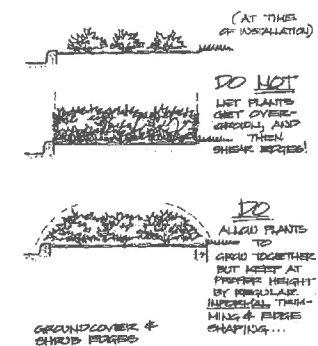 (AT TIME
OF INSTALLATION)
DO NOT
LET PLANTS
GET OVER-
GROWN, AND
THEN
SHEAR EDGES!
DO
ALLOW PLANTS
TO
GROW TOGETHER
BUT KEEP AT
PROPER HEIGHT
BY REGULAR
INFORMAL TRIM-
MING & EDGE
SHAPING...
GROUNDCOVER &
SHRUB EDGES